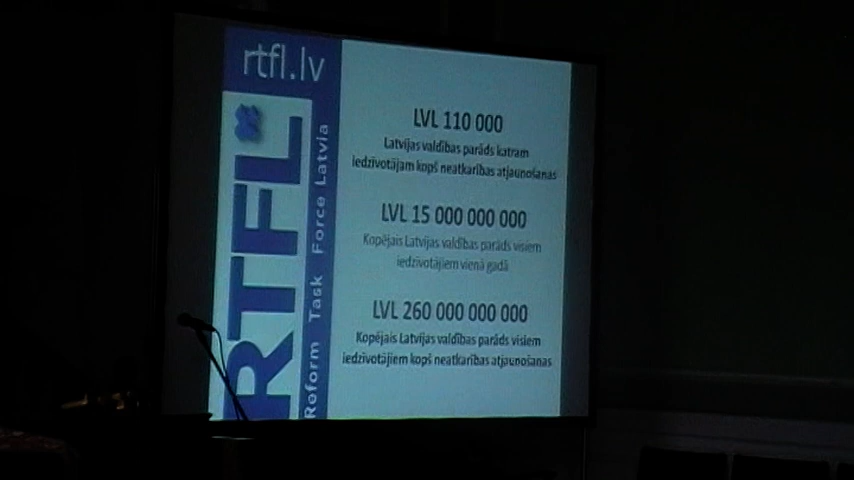 rtfl.lv
RTFL
Reform Task Force Latvia
LVL 110 000
Latvijas valdības parāds katram
iedzīvotājam kopš neatkarības atjaunošanas
LVL 15 000 000 000
Kopējais Latvijas valdības parāds visiem
iedzīvotājiem vienā gadā
LVL 260 000 000 000
Kopējais Latvijas valdības parāds visiem
iedzīvotājiem kopš neatkarības atjaunošanas